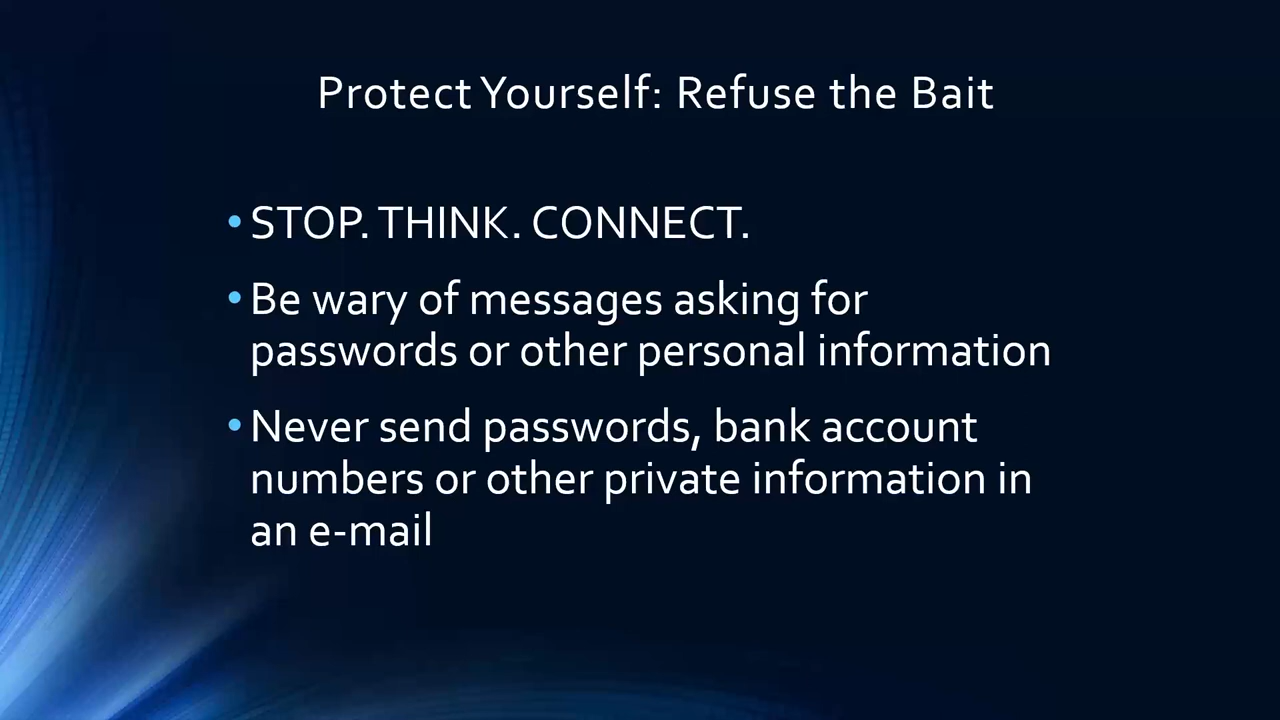 Protect Yourself: Refuse the Bait
• STOP. THINK. CONNECT.
• Be wary of messages asking for
passwords or other personal information
• Never send passwords, bank account
numbers or other private information in
an e-mail